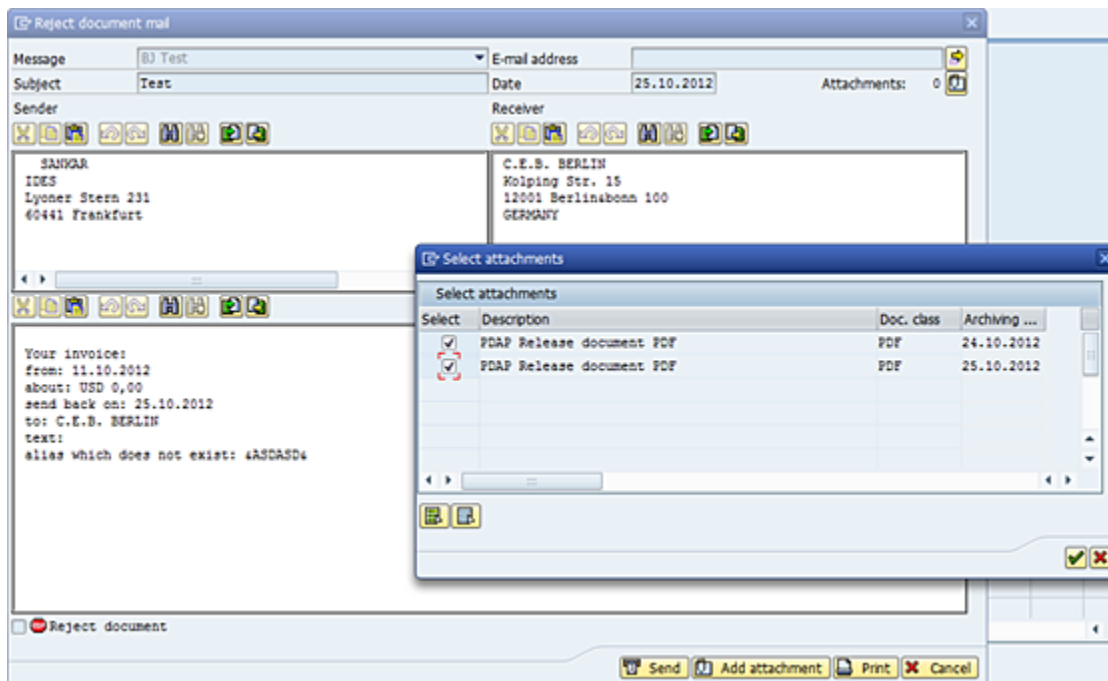 Reject document mail
Message BJ Test E-mail address
Subject Test Date 25.10.2012 Attachments: 0
Sender Receiver
SANKAR
IDES
Lyoner Stern 231
60441 Frankfurt
C.E.B. BERLIN
Kolping Str. 15
12001 Berlin&bonn 100
GERMANY
Select attachments
Select attachments
Select Description Doc. class Archiving ...
PDAP Release document PDF PDF 24.10.2012
PDAP Release document PDF PDF 25.10.2012
Your invoice:
from: 11.10.2012
about: USD 0,00
send back on: 25.10.2012
to: C.E.B. BERLIN
text:
alias which does not exist: &ASDASD&
Reject document
Send Add attachment Print Cancel